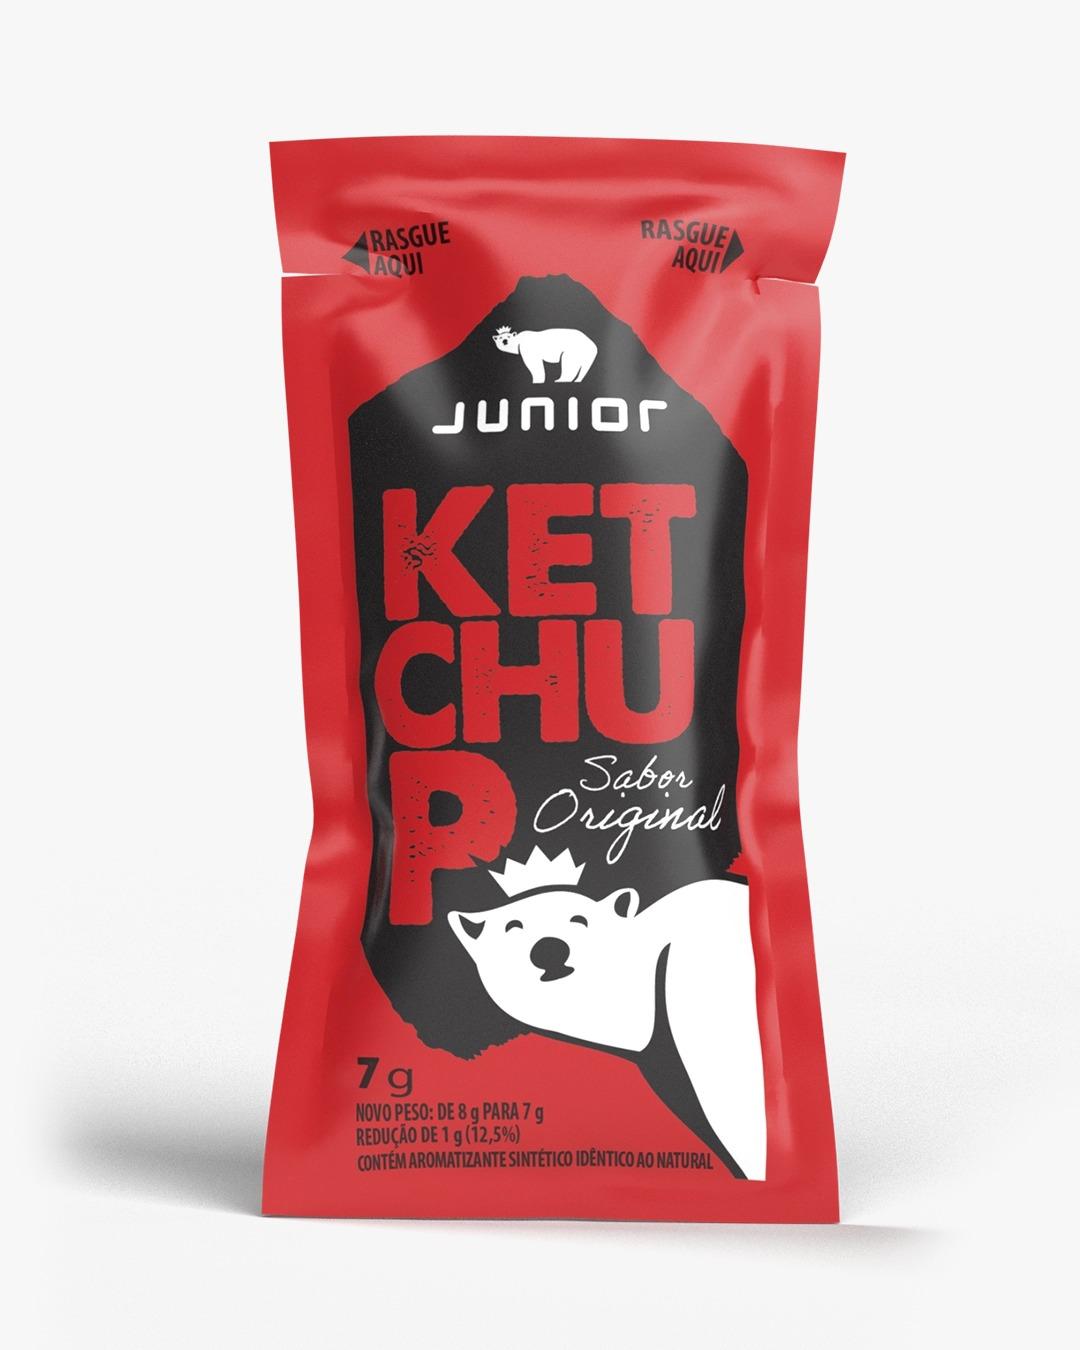 RASGUE
AQUI
RASGUE
AQUI
JUNIOR
KET
CHU
P
Sabor
Original
7 g
NOVO PESO: DE 8 g PARA 7 g
REDUÇÃO DE 1 g (12,5%)
CONTÉM AROMATIZANTE SINTÉTICO IDÊNTICO AO NATURAL